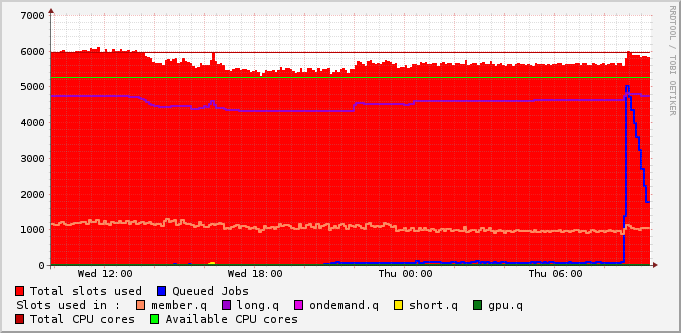 7000
6000
5000
4000
3000
2000
1000
0
Wed 12:00 Wed 18:00 Thu 00:00 Thu 06:00
Total slots used Queued Jobs
Slots used in : member.q long.q ondemand.q short.q gpu.q
Total CPU cores Available CPU cores
RRDTOOL / TOBI OETIKER